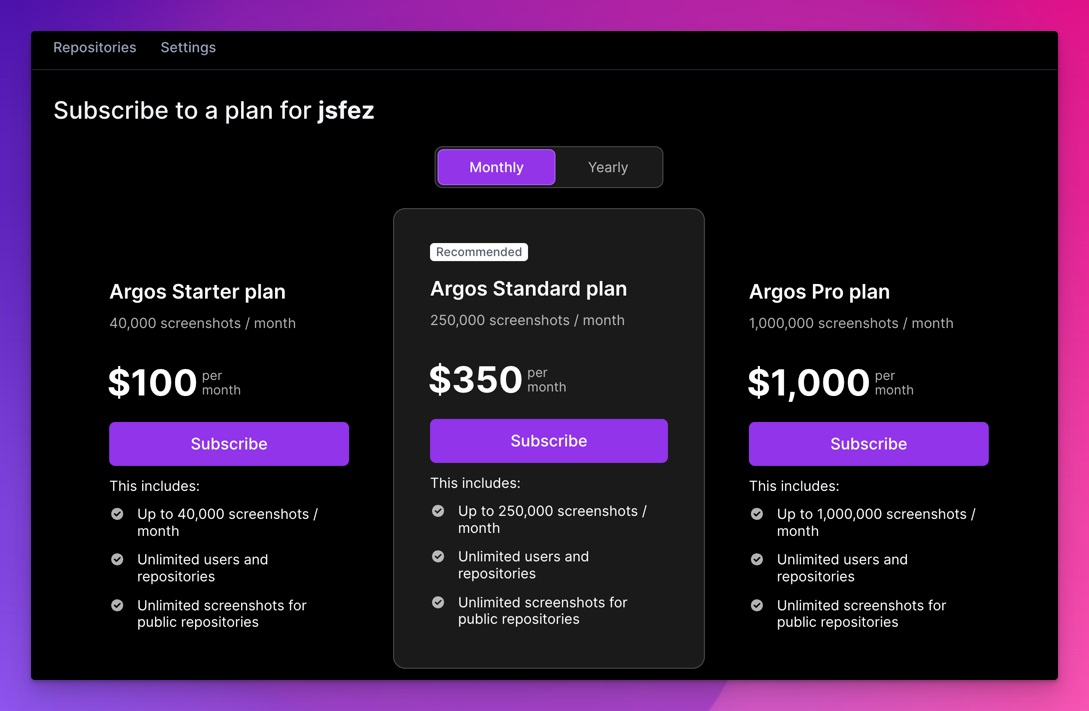 Repositories Settings
Subscribe to a plan for jsfez
Monthly Yearly
Argos Starter plan
40,000 screenshots / month
$100 per
month
Subscribe
This includes:
Up to 40,000 screenshots /
month
Unlimited users and
repositories
Unlimited screenshots for
public repositories
Recommended
Argos Standard plan
250,000 screenshots / month
$350 per
month
Subscribe
This includes:
Up to 250,000 screenshots /
month
Unlimited users and
repositories
Unlimited screenshots for
public repositories
Argos Pro plan
1,000,000 screenshots / month
$1,000 per
month
Subscribe
This includes:
Up to 1,000,000 screenshots /
month
Unlimited users and
repositories
Unlimited screenshots for
public repositories